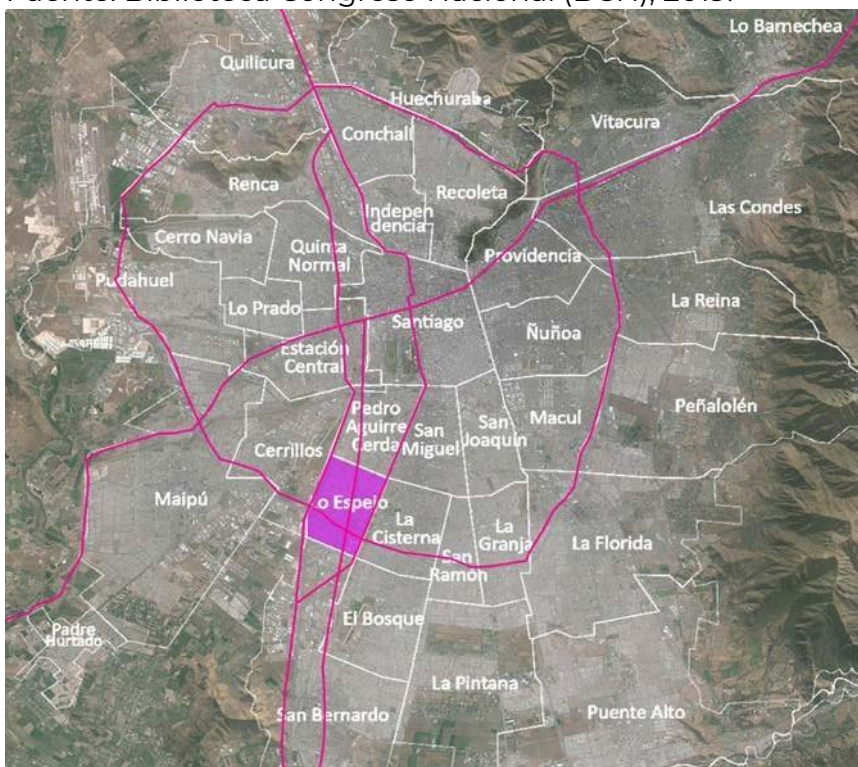 Fuente: Biblioteca Congreso Nacional (BCN), 2018.
Lo Barnechea
Quilicura
Huechuraba
Vitacura
Conchalí
Renca
Recoleta
Indepen
dencia
Las Condes
Cerro Navia
Quinta
Normal
Providencia
Pudahuel
Lo Prado
La Reina
Santiago
Ñuñoa
Estación
Central
Pedro
Aguirre
Cerda
San
Miguel
San
Joaquín
Macul
Peñalolén
Cerrillos
Maipú
Lo Espejo
La
Cisterna
La
Granja
La Florida
San
Ramón
El Bosque
Padre
Hurtado
La Pintana
San Bernardo
Puente Alto